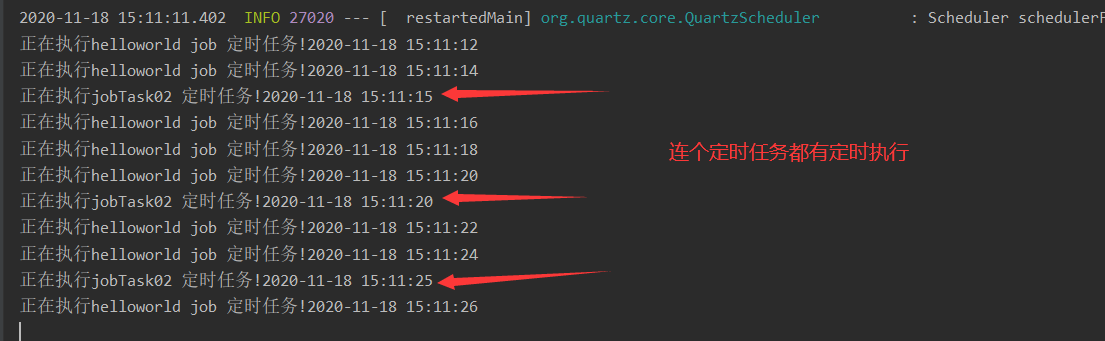 2020-11-18 15:11:11.402  INFO 27020 --- [  restartedMain] org.quartz.core.QuartzScheduler          : Scheduler schedulerF
正在执行helloworld job 定时任务!2020-11-18 15:11:12
正在执行helloworld job 定时任务!2020-11-18 15:11:14
正在执行jobTask02 定时任务!2020-11-18 15:11:15
正在执行helloworld job 定时任务!2020-11-18 15:11:16
正在执行helloworld job 定时任务!2020-11-18 15:11:18
连个定时任务都有定时执行
正在执行helloworld job 定时任务!2020-11-18 15:11:20
正在执行jobTask02 定时任务!2020-11-18 15:11:20
正在执行helloworld job 定时任务!2020-11-18 15:11:22
正在执行helloworld job 定时任务!2020-11-18 15:11:24
正在执行jobTask02 定时任务!2020-11-18 15:11:25
正在执行helloworld job 定时任务!2020-11-18 15:11:26